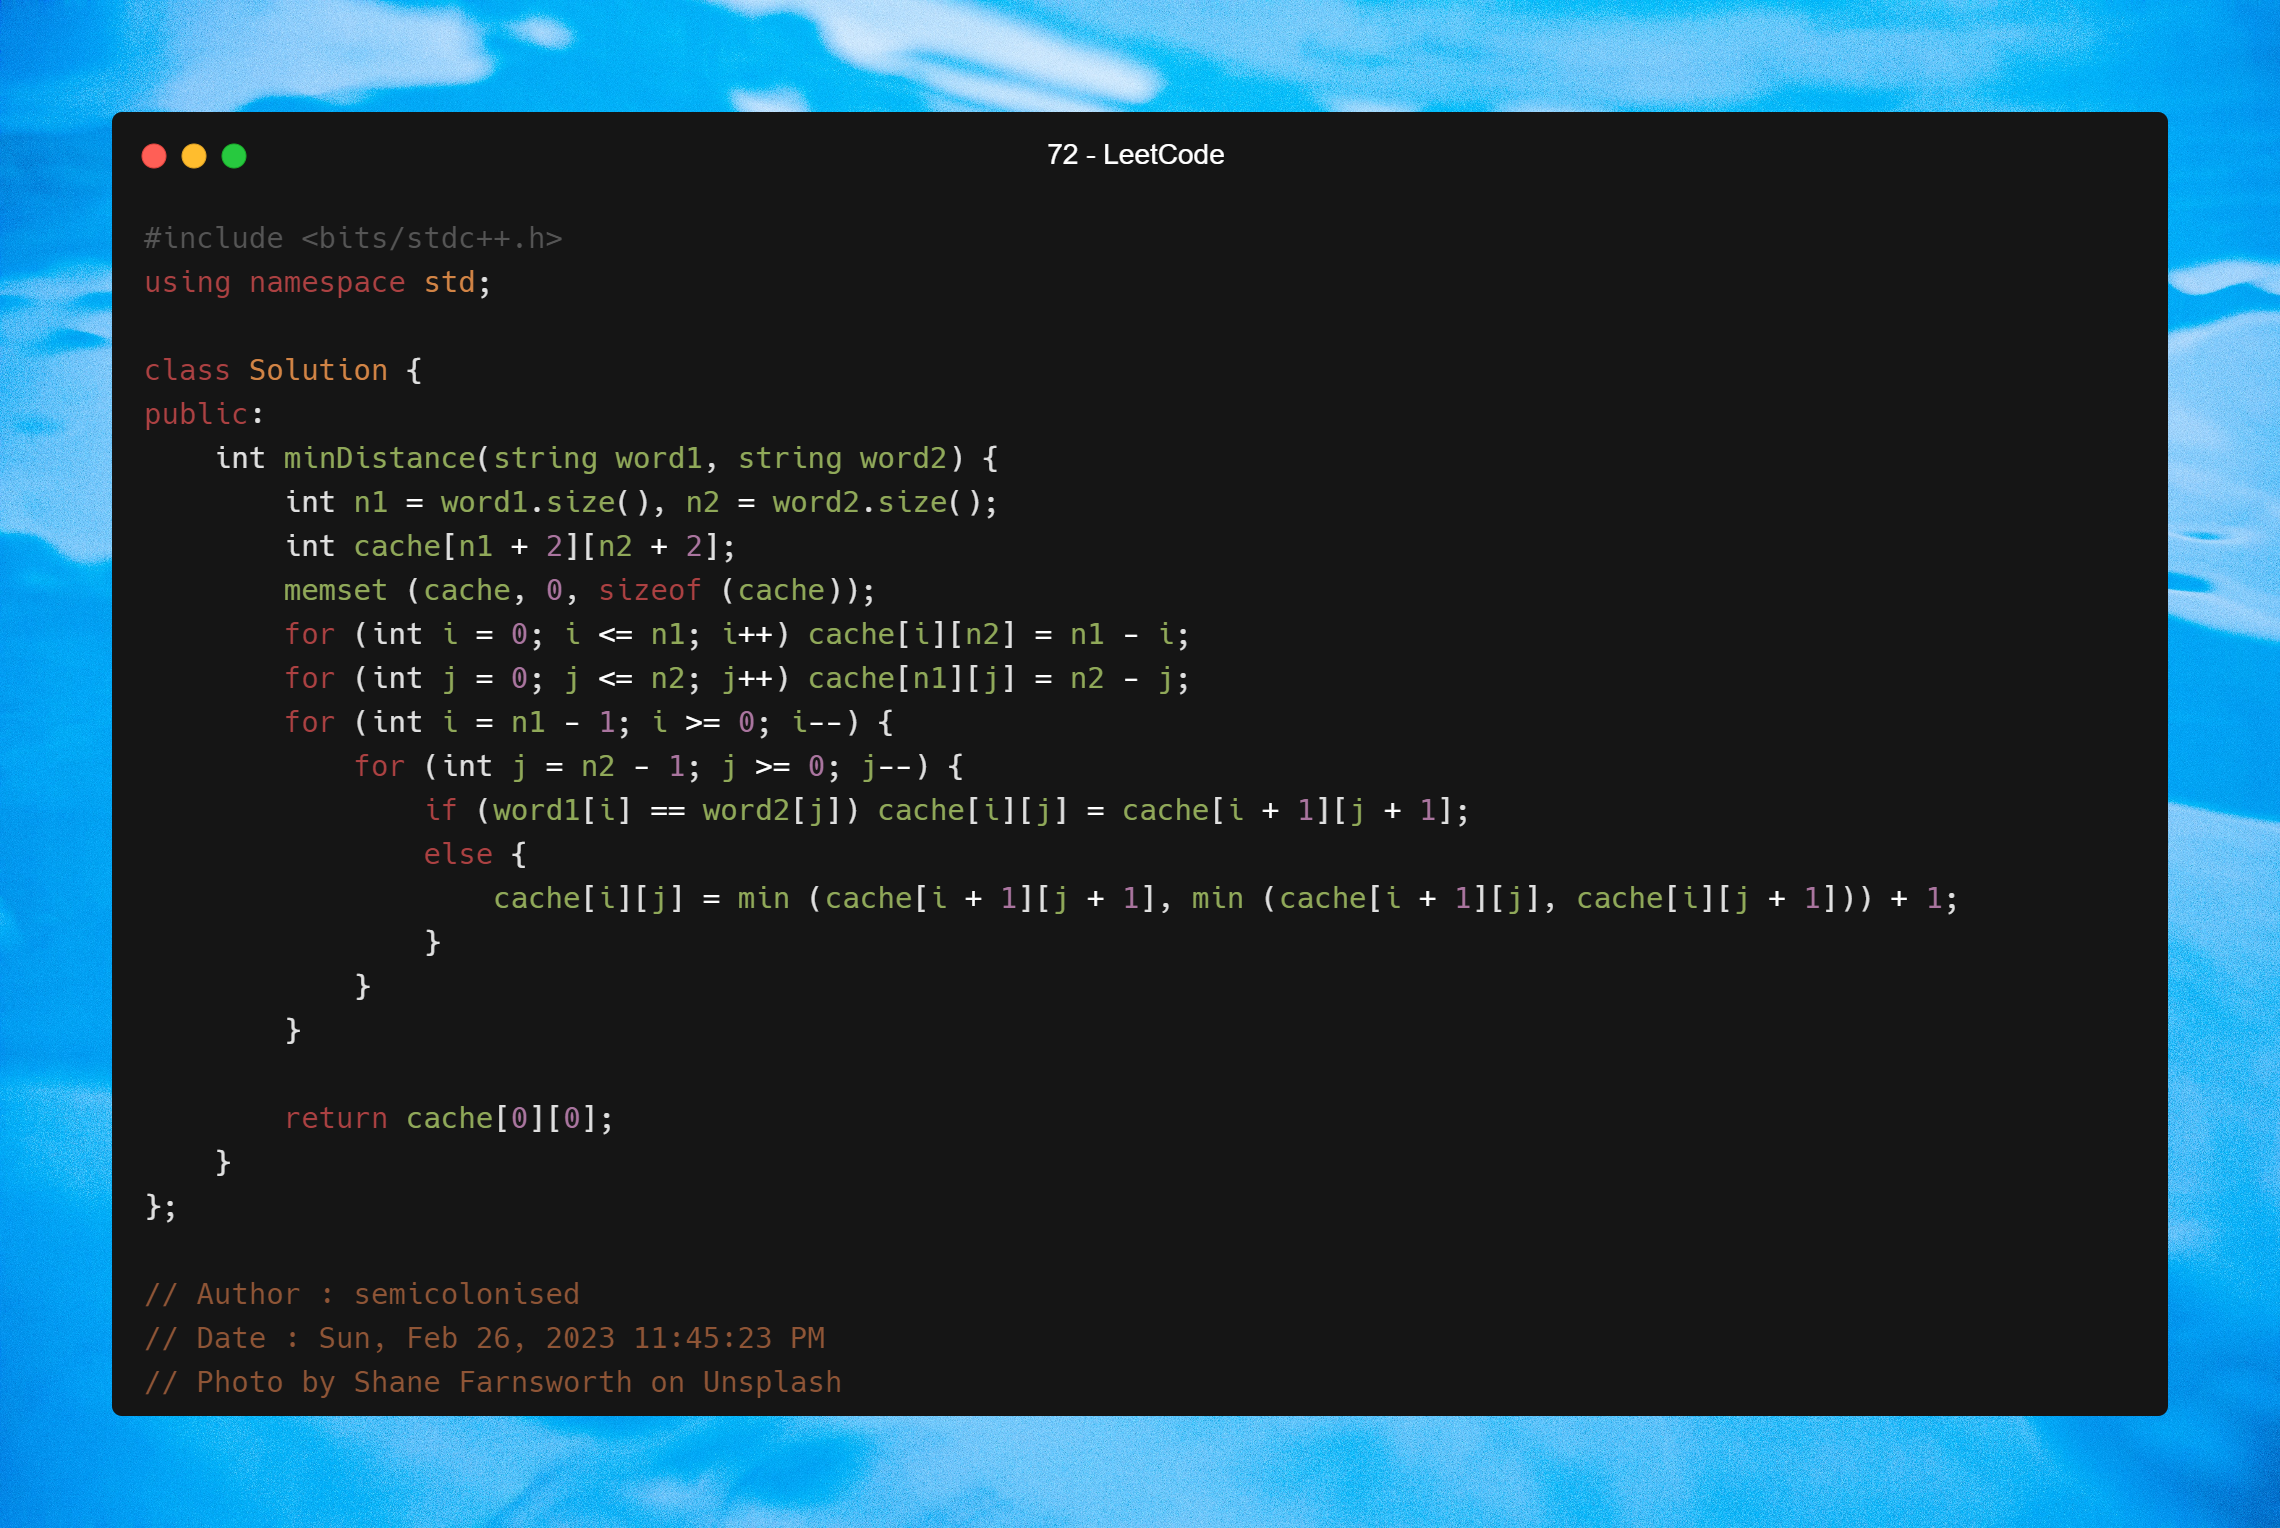 72 - LeetCode
#include <bits/stdc++.h>
using namespace std;
class Solution {
public:
    int minDistance(string word1, string word2) {
        int n1 = word1.size(), n2 = word2.size();
        int cache[n1 + 2][n2 + 2];
        memset (cache, 0, sizeof (cache));
        for (int i = 0; i <= n1; i++) cache[i][n2] = n1 - i;
        for (int j = 0; j <= n2; j++) cache[n1][j] = n2 - j;
        for (int i = n1 - 1; i >= 0; i--) {
            for (int j = n2 - 1; j >= 0; j--) {
                if (word1[i] == word2[j]) cache[i][j] = cache[i + 1][j + 1];
                else {
                    cache[i][j] = min (cache[i + 1][j + 1], min (cache[i + 1][j], cache[i][j + 1])) + 1;
                }
            }
        }
        return cache[0][0];
    }
};
// Author : semicolonised
// Date : Sun, Feb 26, 2023 11:45:23 PM
// Photo by Shane Farnsworth on Unsplash